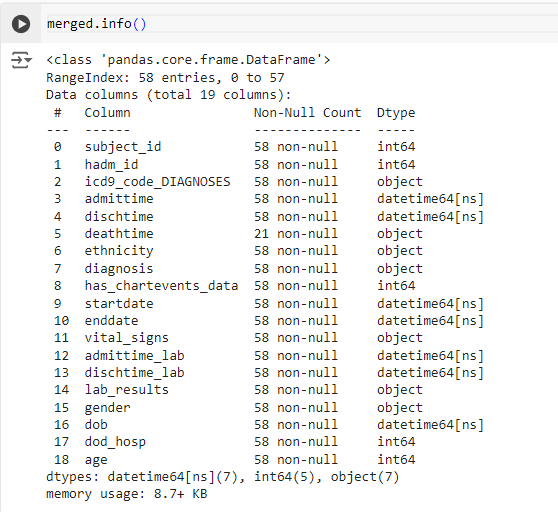 merged.info()
<class 'pandas.core.frame.DataFrame'>
RangeIndex: 58 entries, 0 to 57
Data columns (total 19 columns):
 #   Column              Non-Null Count  Dtype
---  ------              --------------  -----
 0   subject_id          58 non-null     int64
 1   hadm_id             58 non-null     int64
 2   icd9_code_DIAGNOSES 58 non-null     object
 3   admittime           58 non-null     datetime64[ns]
 4   dischtime           58 non-null     datetime64[ns]
 5   deathtime           21 non-null     object
 6   ethnicity           58 non-null     object
 7   diagnosis           58 non-null     object
 8   has_chartevents_data 58 non-null     int64
 9   startdate           58 non-null     datetime64[ns]
 10  enddate             58 non-null     datetime64[ns]
 11  vital_signs         58 non-null     object
 12  admittime_lab       58 non-null     datetime64[ns]
 13  dischtime_lab       58 non-null     datetime64[ns]
 14  lab_results         58 non-null     object
 15  gender              58 non-null     object
 16  dob                 58 non-null     datetime64[ns]
 17  dod_hosp            58 non-null     int64
 18  age                 58 non-null     int64
dtypes: datetime64[ns](7), int64(5), object(7)
memory usage: 8.7+ KB